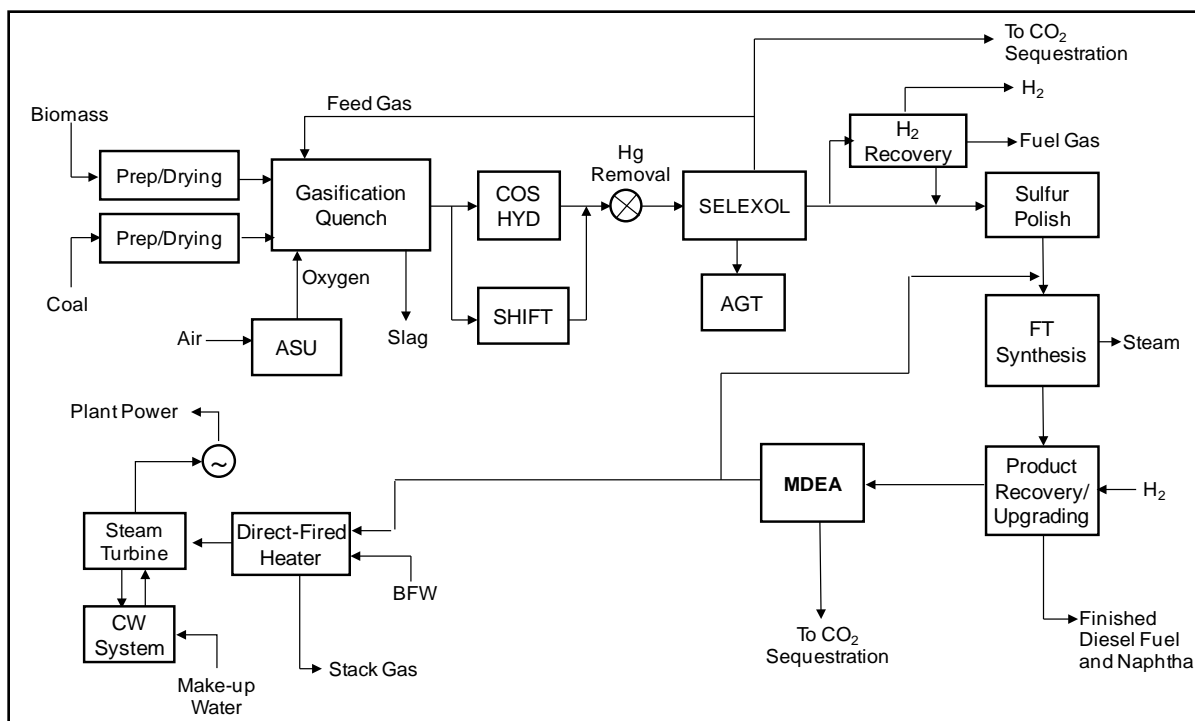 To CO₂
Sequestration
H₂
Feed Gas
Biomass
H₂
Recovery
Fuel Gas
Hg
Removal
Prep/Drying
Gasification
Quench
COS
HYD
SELEXOL
Sulfur
Polish
Prep/Drying
Oxygen
Coal
AGT
SHIFT
Air
ASU
Slag
FT
Synthesis
Steam
Plant Power
~
MDEA
Product
Recovery/
Upgrading
H₂
Steam
Turbine
Direct-Fired
Heater
BFW
CW
System
To CO₂
Sequestration
Finished
Diesel Fuel
and Naphtha
Stack Gas
Make-up
Water